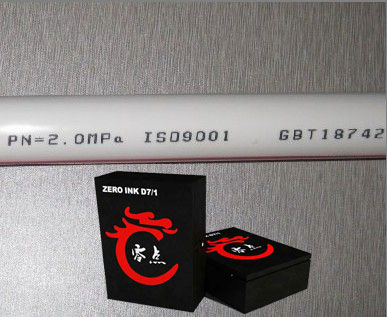 PN=2.0MPa ISO9001 GBT18742
ZERO INK D7/1
零点